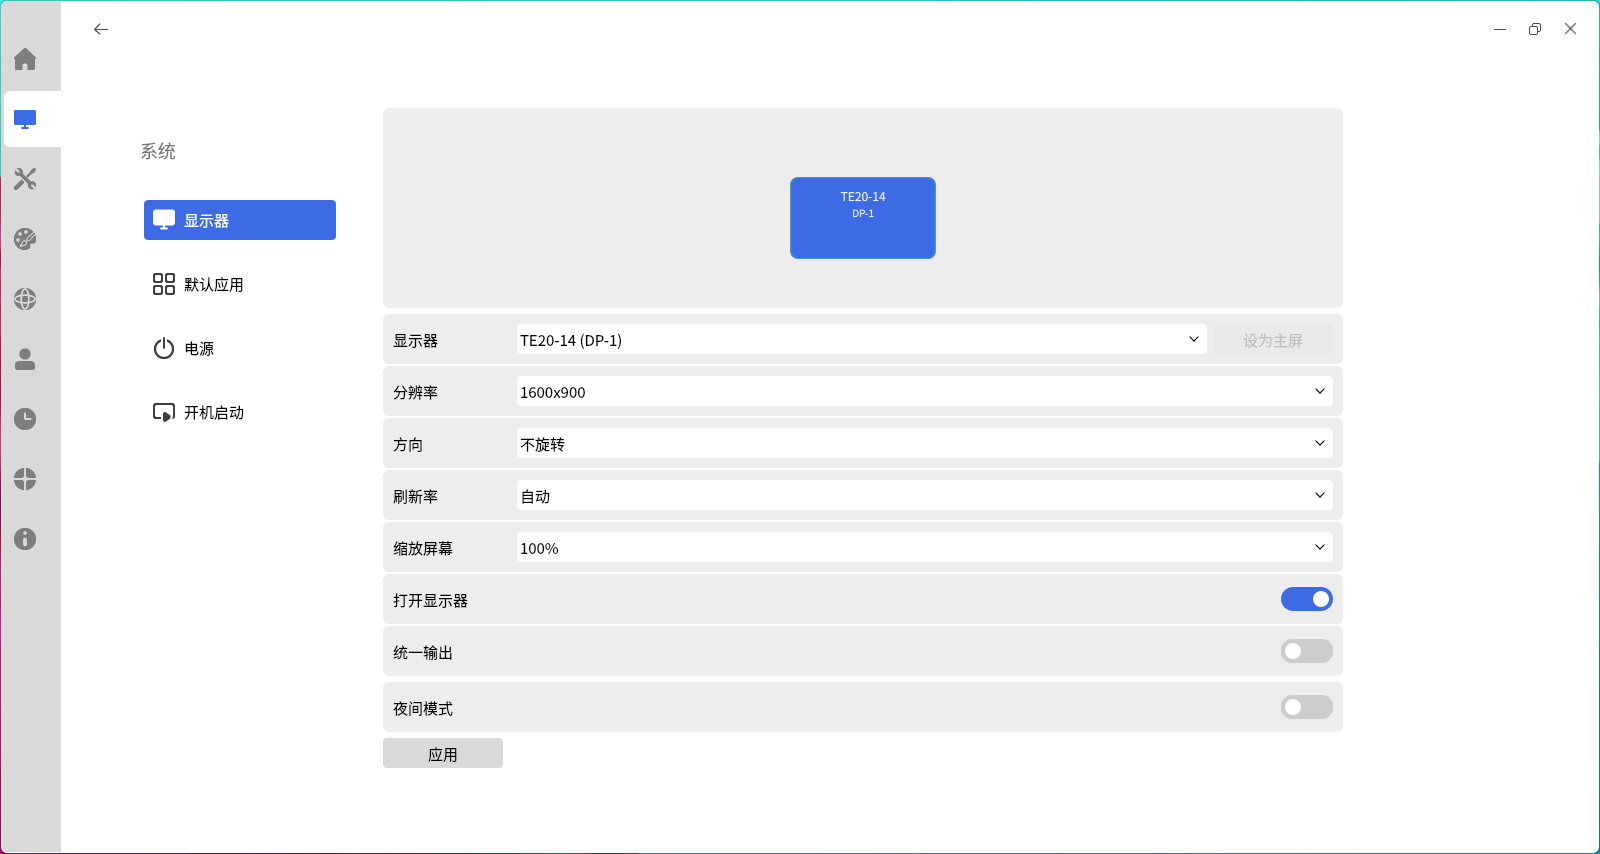 系统
显示器
默认应用
电源
开机启动
TE20-14
DP-1
显示器 TE20-14 (DP-1) 设为主屏
分辨率 1600x900
方向 不旋转
刷新率 自动
缩放屏幕 100%
打开显示器
统一输出
夜间模式
应用